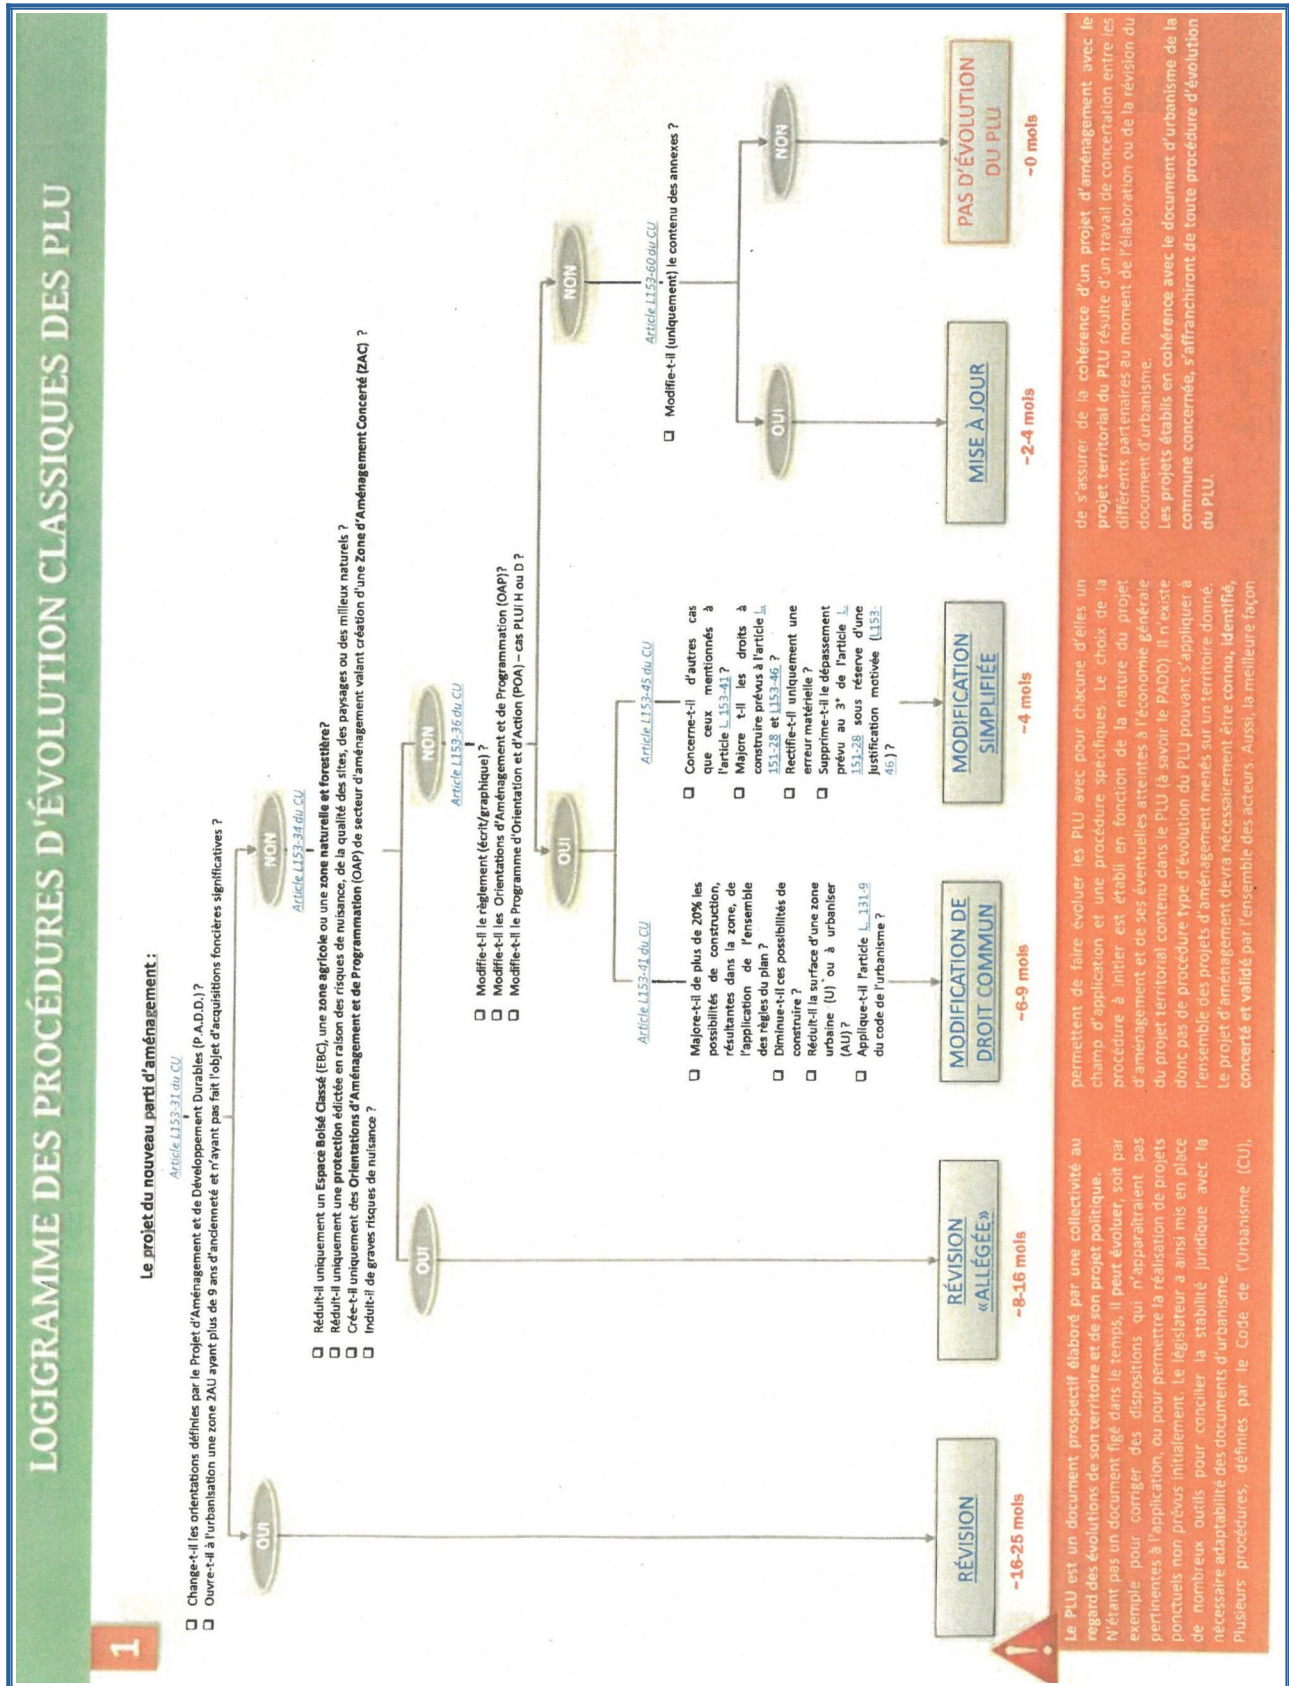 LOGIGRAMME DES PROCÉDURES D'ÉVOLUTION CLASSIQUES DES PLU
1
Le projet du nouveau parti d'aménagement :
Article L153-31 du CU
❑ Change-t-il les orientations définies par le Projet d'Aménagement et de Développement Durables (P.A.D.D.) ?
❑ Ouvre-t-il à l'urbanisation une zone 2AU ayant plus de 9 ans d'ancienneté et n'ayant pas fait l'objet d'acquisitions foncières significatives ?
OUI
NON
Article L153-34 du CU
❑ Réduit-il uniquement un Espace Boisé Classé (EBC), une zone agricole ou une zone naturelle et forestière?
❑ Réduit-il uniquement une protection édictée en raison des risques de nuisance, de la qualité des sites, des paysages ou des milieux naturels ?
❑ Crée-t-il uniquement des Orientations d'Aménagement et de Programmation (OAP) de secteur d'aménagement valant création d'une Zone d'Aménagement Concerté (ZAC) ?
❑ Induit-il de graves risques de nuisance ?
OUI
NON
Article L153-36 du CU
❑ Modifie-t-il le règlement (écrit/graphique) ?
❑ Modifie-t-il les Orientations d'Aménagement et de Programmation (OAP)?
❑ Modifie-t-il le Programme d'Orientation et d'Action (POA) – cas PLUi H ou D ?
OUI
NON
Article L153-41 du CU
❑ Majore-t-il de plus de 20% les
possibilités de construction,
résultantes dans la zone, de
l'application de l'ensemble
des règles du plan ?
❑ Diminue-t-il ces possibilités de
construire ?
❑ Réduit-il la surface d'une zone
urbaine (U) ou à urbaniser
(AU) ?
❑ Applique-t-il l'article L. 131-9
du code de l'urbanisme ?
Article L153-45 du CU
❑ Concerne-t-il d'autres cas
que ceux mentionnés à
l'article L 153-41 ?
❑ Majore t-il les droits à
construire prévus à l'article L.
151-28 et L153-46 ?
❑ Rectifie-t-il uniquement une
erreur matérielle ?
❑ Supprime-t-il le dépassement
prévu au 3° de l'article L.
151-28 sous réserve d'une
justification motivée (L153-
46) ?
Article L153-60 du CU
❑ Modifie-t-il (uniquement) le contenu des annexes ?
OUI
NON
RÉVISION
~16-25 mois
RÉVISION
«ALLÉGÉE»
~8-16 mois
MODIFICATION DE
DROIT COMMUN
~6-9 mois
MODIFICATION
SIMPLIFIÉE
~4 mois
MISE À JOUR
~2-4 mois
PAS D'ÉVOLUTION
DU PLU
~0 mois
!
Le PLU est un document prospectif élaboré par une collectivité au
regard des évolutions de son territoire et de son projet politique.
N'étant pas un document figé dans le temps, il peut évoluer, soit par
exemple pour corriger des dispositions qui n'apparaîtraient pas
pertinentes à l'application, ou pour permettre la réalisation de projets
ponctuels non prévus initialement. Le législateur a ainsi mis en place
de nombreux outils pour concilier la stabilité juridique avec la
nécessaire adaptabilité des documents d'urbanisme.
Plusieurs procédures, définies par le Code de l'Urbanisme (CU),
permettent de faire évoluer les PLU avec pour chacune d'elles un
champ d'application et une procédure spécifiques. Le choix de la
procédure à initier est établi en fonction de la nature du projet
d'aménagement et de ses éventuelles atteintes à l'économie générale
du projet territorial contenu dans le PLU (à savoir le PADD). Il n'existe
donc pas de procédure type d'évolution du PLU pouvant s'appliquer à
l'ensemble des projets d'aménagement menés sur un territoire donné.
Le projet d'aménagement devra nécessairement être connu, identifié,
concerté et validé par l'ensemble des acteurs. Aussi, la meilleure façon
de s'assurer de la cohérence d'un projet d'aménagement avec le
projet territorial du PLU résulte d'un travail de concertation entre les
différents partenaires au moment de l'élaboration ou de la révision du
document d'urbanisme.
Les projets établis en cohérence avec le document d'urbanisme de la
commune concernée, s'affranchiront de toute procédure d'évolution
du PLU.